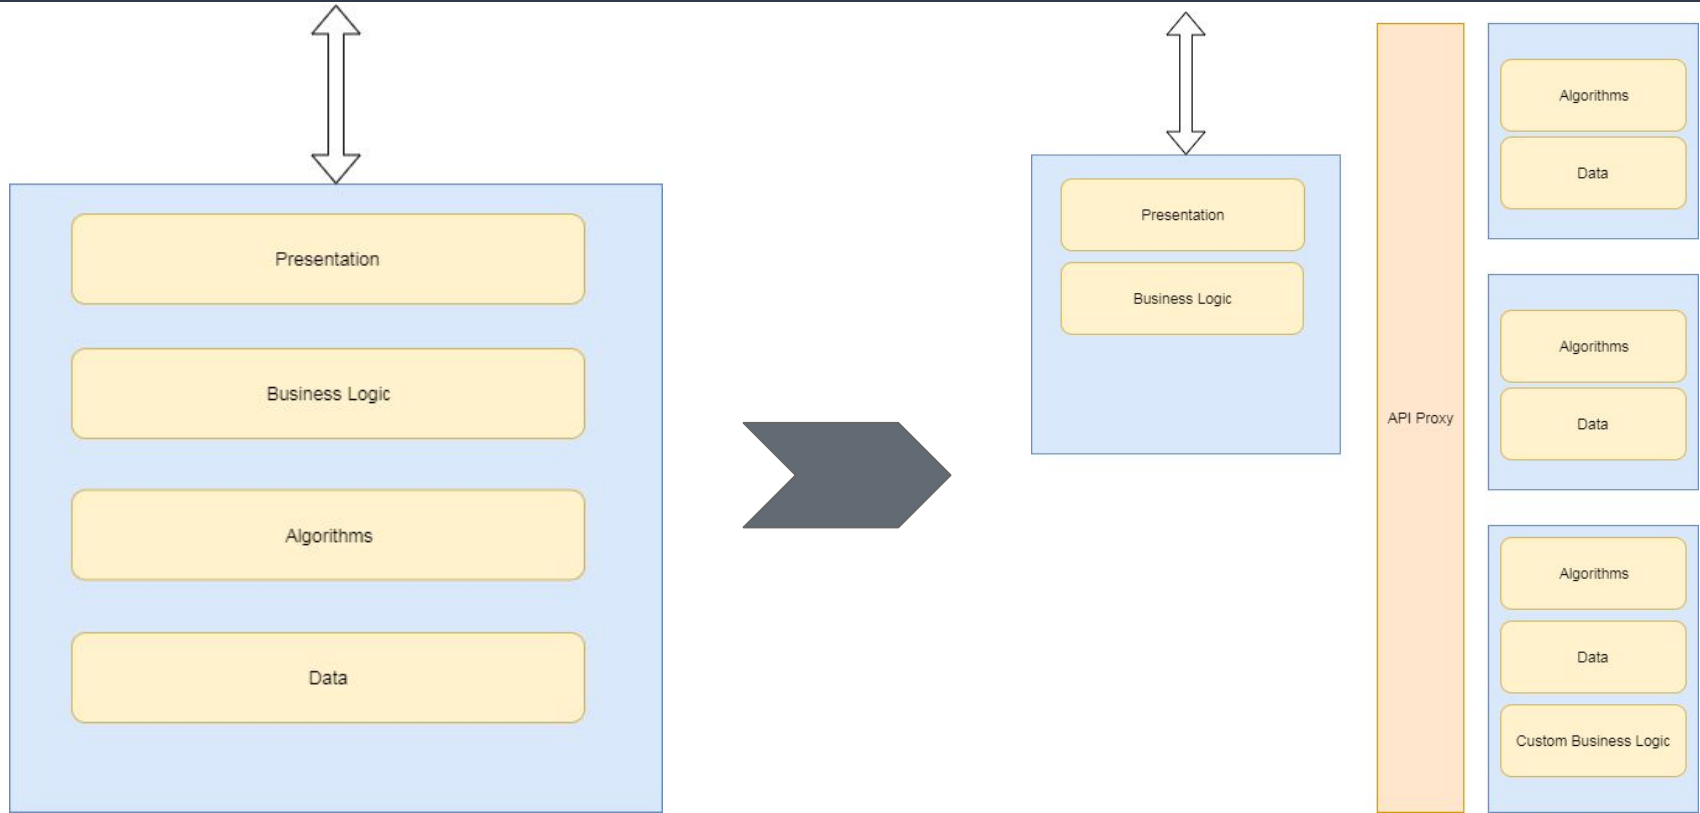 Presentation
Business Logic
Algorithms
Data
Presentation
Business Logic
API Proxy
Algorithms
Data
Algorithms
Data
Algorithms
Data
Custom Business Logic